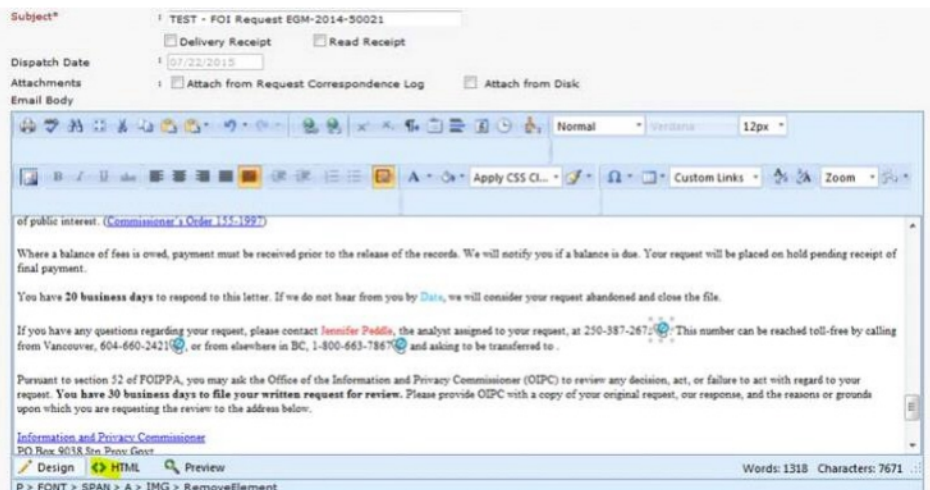 Subject* : TEST - FOI Request EGM-2014-50021
Delivery Receipt Read Receipt
Dispatch Date : 07/22/2015
Attachments : Attach from Request Correspondence Log Attach from Disk
Email Body
Normal Verdana 12px
B I U abc A Apply CSS Cl... Ω Custom Links Zoom
of public interest. (Commissioner's Order 155-1997)
Where a balance of fees is owed, payment must be received prior to the release of the records. We will notify you if a balance is due. Your request will be placed on hold pending receipt of
final payment.
You have 20 business days to respond to this letter. If we do not hear from you by Date, we will consider your request abandoned and close the file.
If you have any questions regarding your request, please contact Jennifer Peddle, the analyst assigned to your request, at 250-387-267. This number can be reached toll-free by calling
from Vancouver, 604-660-2421, or from elsewhere in BC, 1-800-663-7867 and asking to be transferred to .
Pursuant to section 52 of FOIPPA, you may ask the Office of the Information and Privacy Commissioner (OIPC) to review any decision, act, or failure to act with regard to your
request. You have 30 business days to file your written request for review. Please provide OIPC with a copy of your original request, our response, and the reasons or grounds
upon which you are requesting the review to the address below.
Information and Privacy Commissioner
PO Box 9038 Stn Prov Govt
Design <> HTML Preview Words: 1318 Characters: 7671
P > FONT > SPAN > A > IMG > RemoveElement